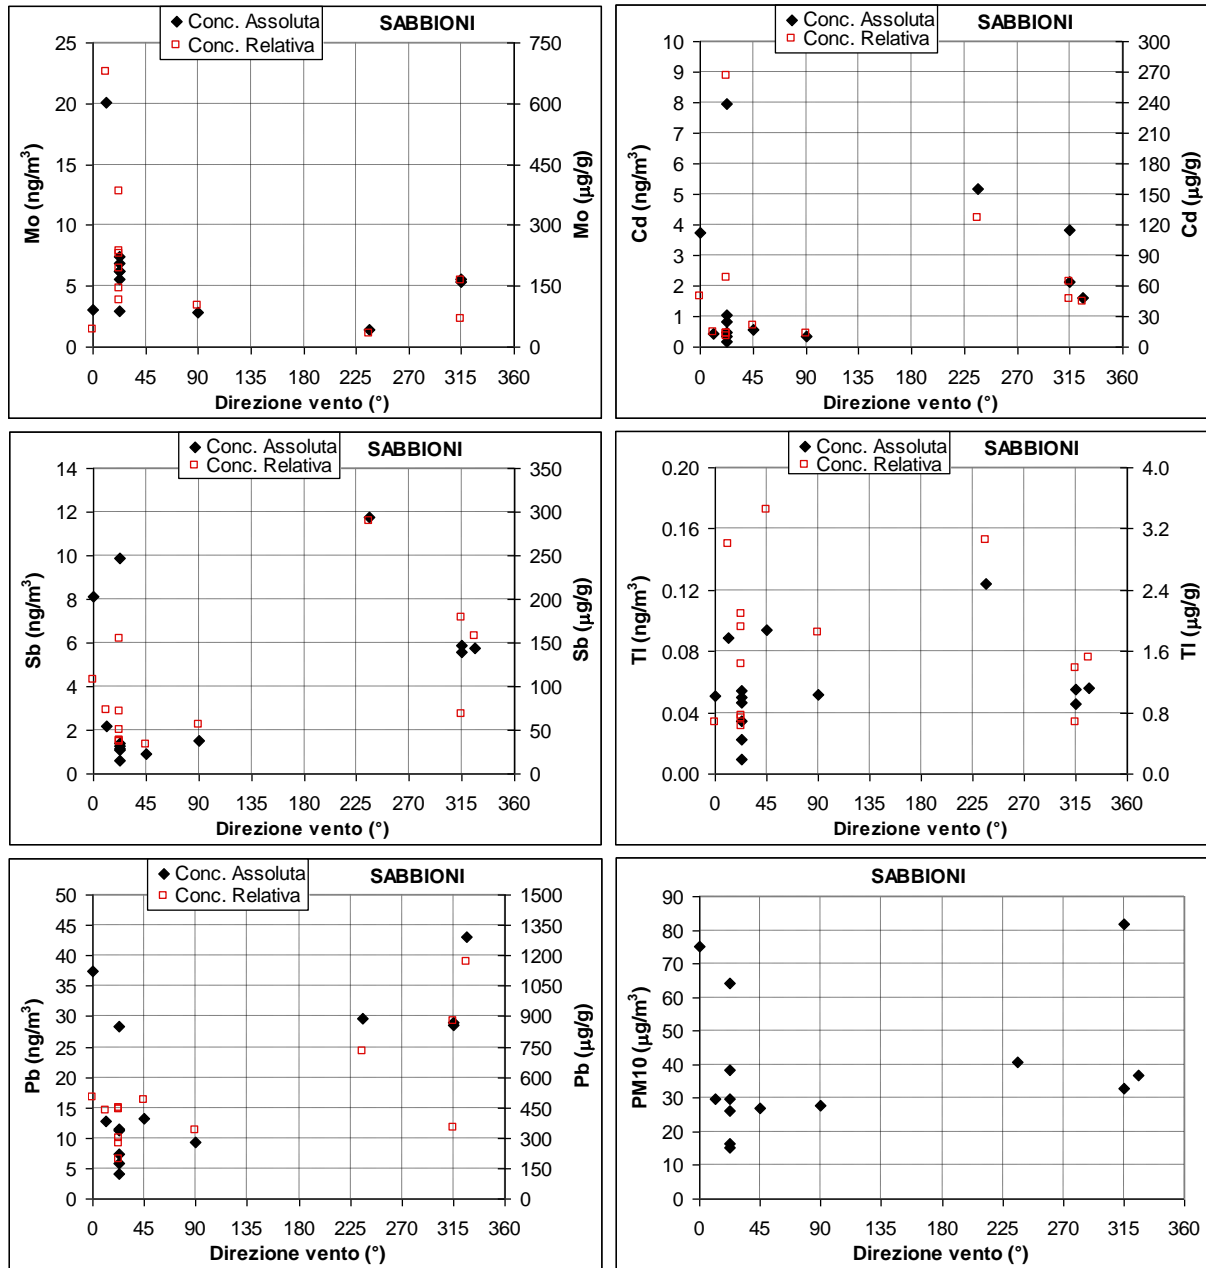 Conc. Assoluta
Conc. Relativa
SABBIONI
25
20
15
10
5
0
750
600
450
300
150
0
Mo (ng/m³)
Mo (µg/g)
0 45 90 135 180 225 270 315 360
Direzione vento (°)
Conc. Assoluta
Conc. Relativa
SABBIONI
10
9
8
7
6
5
4
3
2
1
0
300
270
240
210
180
150
120
90
60
30
0
Cd (ng/m³)
Cd (µg/g)
0 45 90 135 180 225 270 315 360
Direzione vento (°)
Conc. Assoluta
Conc. Relativa
SABBIONI
14
12
10
8
6
4
2
0
350
300
250
200
150
100
50
0
Sb (ng/m³)
Sb (µg/g)
0 45 90 135 180 225 270 315 360
Direzione vento (°)
Conc. Assoluta
Conc. Relativa
SABBIONI
0.20
0.16
0.12
0.08
0.04
0.00
4.0
3.2
2.4
1.6
0.8
0.0
Tl (ng/m³)
Tl (µg/g)
0 45 90 135 180 225 270 315 360
Direzione vento (°)
Conc. Assoluta
Conc. Relativa
SABBIONI
50
45
40
35
30
25
20
15
10
5
0
1500
1350
1200
1050
900
750
600
450
300
150
0
Pb (ng/m³)
Pb (µg/g)
0 45 90 135 180 225 270 315 360
Direzione vento (°)
SABBIONI
90
80
70
60
50
40
30
20
10
0
PM10 (µg/m³)
0 45 90 135 180 225 270 315 360
Direzione vento (°)